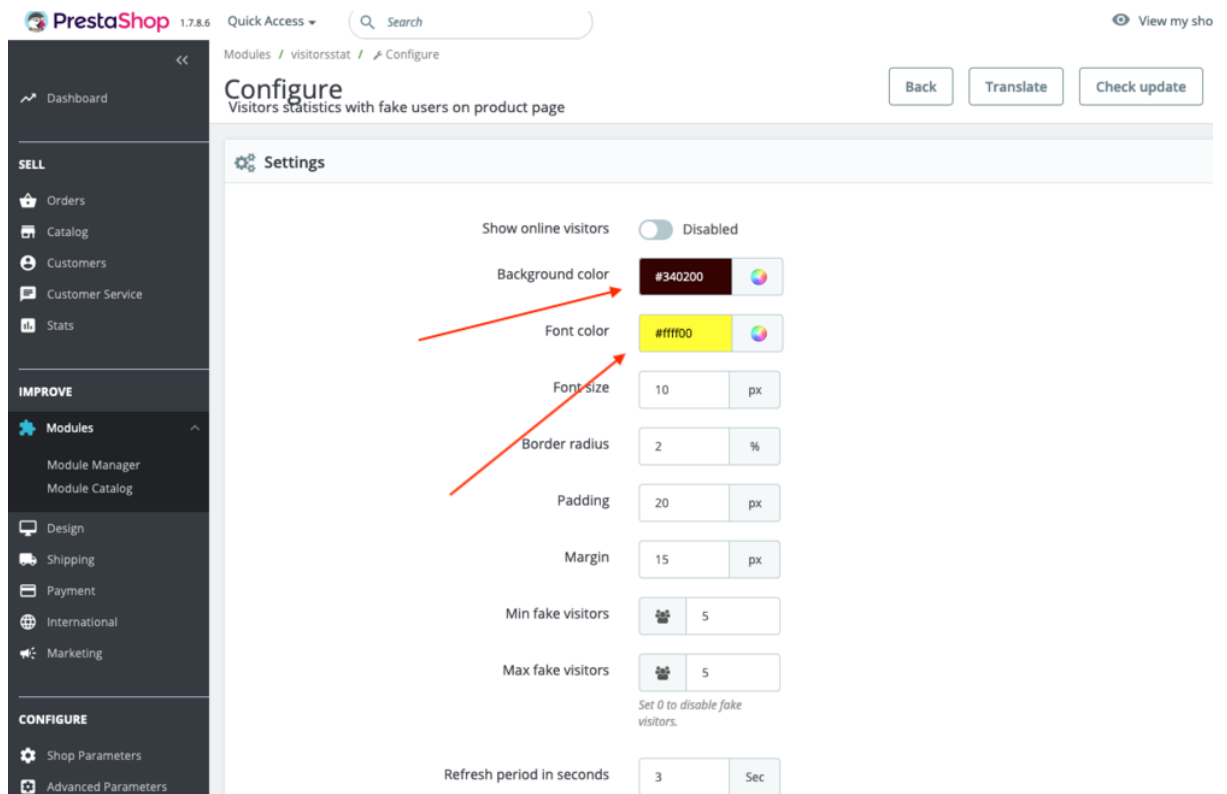 PrestaShop 1.7.8.6 Quick Access Search View my sho
Modules / visitorsstat / Configure
Configure
Visitors statistics with fake users on product page
Back Translate Check update
Dashboard
SELL
Orders
Catalog
Customers
Customer Service
Stats
IMPROVE
Modules
Module Manager
Module Catalog
Design
Shipping
Payment
International
Marketing
CONFIGURE
Shop Parameters
Advanced Parameters
Settings
Show online visitors Disabled
Background color #340200
Font color #ffff00
Font size 10 px
Border radius 2 %
Padding 20 px
Margin 15 px
Min fake visitors 5
Max fake visitors 5
Set 0 to disable fake
visitors.
Refresh period in seconds 3 Sec